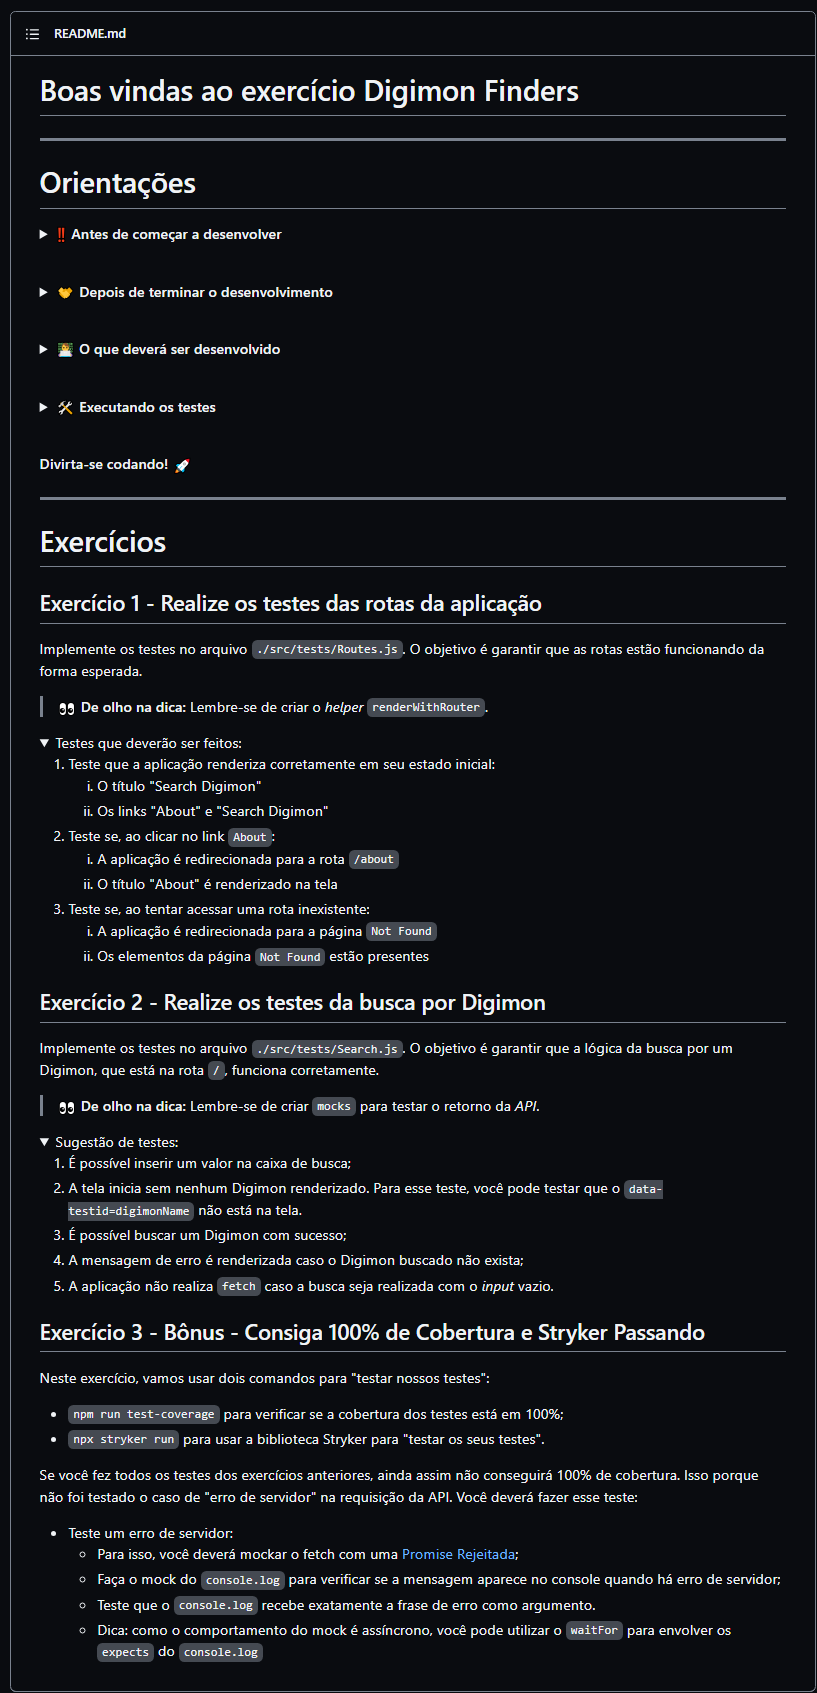 README.md
Boas vindas ao exercício Digimon Finders
Orientações
‼️ Antes de começar a desenvolver
🤝 Depois de terminar o desenvolvimento
👨‍💻 O que deverá ser desenvolvido
🛠 Executando os testes
Divirta-se codando! 🚀
Exercícios
Exercício 1 - Realize os testes das rotas da aplicação
Implemente os testes no arquivo ./src/tests/Routes.js. O objetivo é garantir que as rotas estão funcionando da
forma esperada.
👀 De olho na dica: Lembre-se de criar o helper renderWithRouter.
Testes que deverão ser feitos:
1. Teste que a aplicação renderiza corretamente em seu estado inicial:
i. O título "Search Digimon"
ii. Os links "About" e "Search Digimon"
2. Teste se, ao clicar no link About:
i. A aplicação é redirecionada para a rota /about
ii. O título "About" é renderizado na tela
3. Teste se, ao tentar acessar uma rota inexistente:
i. A aplicação é redirecionada para a página Not Found
ii. Os elementos da página Not Found estão presentes
Exercício 2 - Realize os testes da busca por Digimon
Implemente os testes no arquivo ./src/tests/Search.js. O objetivo é garantir que a lógica da busca por um
Digimon, que está na rota /, funciona corretamente.
👀 De olho na dica: Lembre-se de criar mocks para testar o retorno da API.
Sugestão de testes:
1. É possível inserir um valor na caixa de busca;
2. A tela inicia sem nenhum Digimon renderizado. Para esse teste, você pode testar que o data-
testid=digimonName não está na tela.
3. É possível buscar um Digimon com sucesso;
4. A mensagem de erro é renderizada caso o Digimon buscado não exista;
5. A aplicação não realiza fetch caso a busca seja realizada com o input vazio.
Exercício 3 - Bônus - Consiga 100% de Cobertura e Stryker Passando
Neste exercício, vamos usar dois comandos para "testar nossos testes":
• npm run test-coverage para verificar se a cobertura dos testes está em 100%;
• npx stryker run para usar a biblioteca Stryker para "testar os seus testes".
Se você fez todos os testes dos exercícios anteriores, ainda assim não conseguirá 100% de cobertura. Isso porque
não foi testado o caso de "erro de servidor" na requisição da API. Você deverá fazer esse teste:
• Teste um erro de servidor:
◦ Para isso, você deverá mockar o fetch com uma Promise Rejeitada;
◦ Faça o mock do console.log para verificar se a mensagem aparece no console quando há erro de servidor;
◦ Teste que o console.log recebe exatamente a frase de erro como argumento.
◦ Dica: como o comportamento do mock é assíncrono, você pode utilizar o waitFor para envolver os
expects do console.log